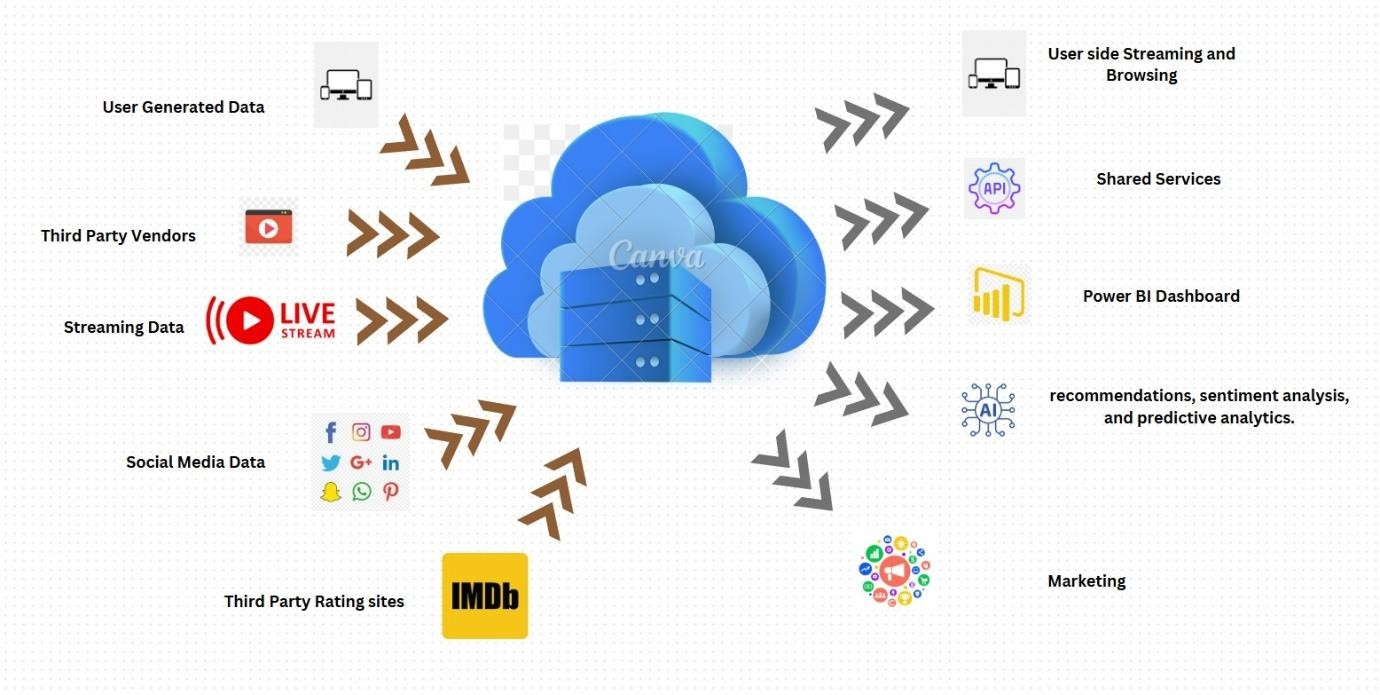 User Generated Data
Third Party Vendors
Streaming Data
LIVE
STREAM
Social Media Data
G+
in
Third Party Rating sites
IMDb
Canva
User side Streaming and
Browsing
API
Shared Services
Power BI Dashboard
AI
recommendations, sentiment analysis,
and predictive analytics.
Marketing